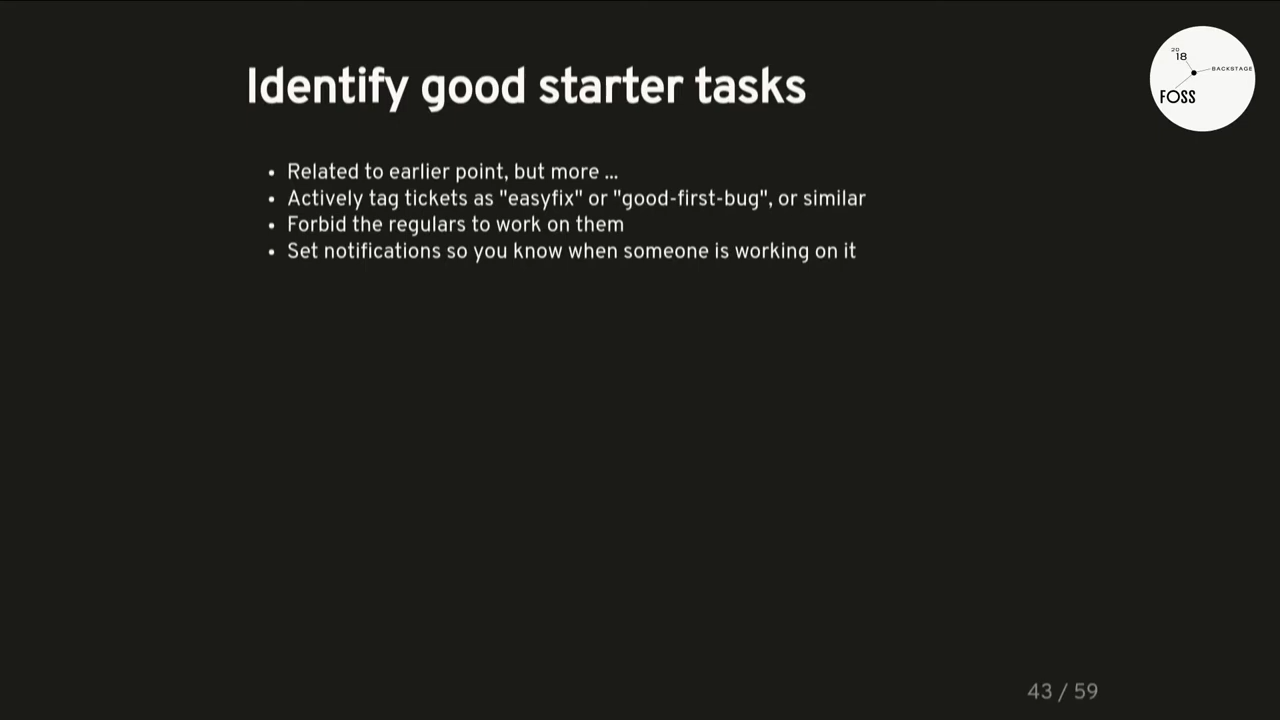 Identify good starter tasks
20
18
BACKSTAGE
FOSS
• Related to earlier point, but more ...
• Actively tag tickets as "easyfix" or "good-first-bug", or similar
• Forbid the regulars to work on them
• Set notifications so you know when someone is working on it
43 / 59